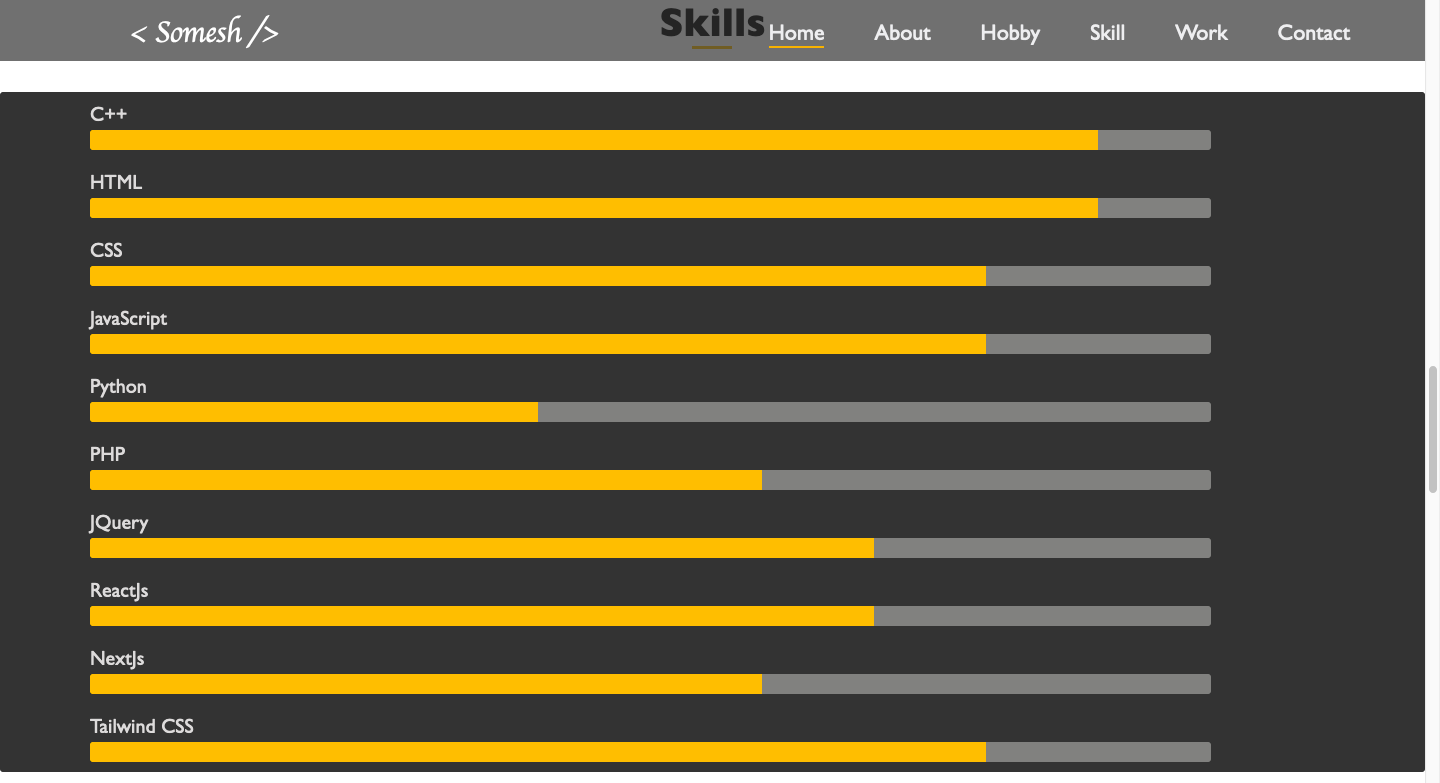 < Somesh />
Skills
Home About Hobby Skill Work Contact
C++
HTML
CSS
JavaScript
Python
PHP
JQuery
ReactJs
NextJs
Tailwind CSS